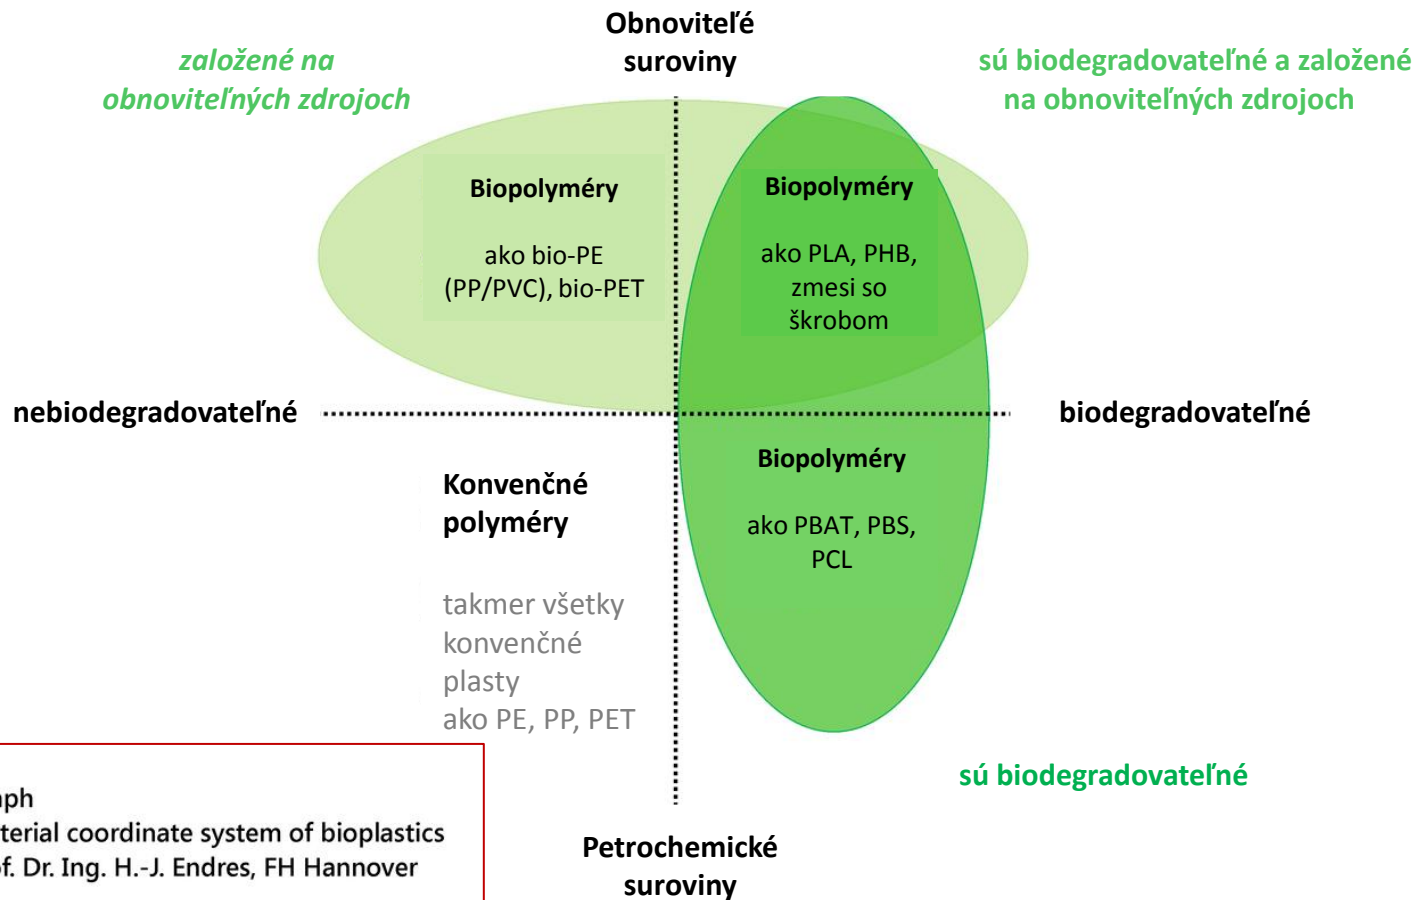 Obnoviteľé
suroviny
založené na
obnoviteľných zdrojoch
sú biodegradovateľné a založené
na obnoviteľných zdrojoch
Biopolyméry
ako bio-PE
(PP/PVC), bio-PET
Biopolyméry
ako PLA, PHB,
zmesi so
škrobom
nebiodegradovateľné
biodegradovateľné
Konvenčné
polyméry
takmer všetky
konvenčné
plasty
ako PE, PP, PET
Biopolyméry
ako PBAT, PBS,
PCL
sú biodegradovateľné
aph
terial coordinate system of bioplastics
of. Dr. Ing. H.-J. Endres, FH Hannover
Petrochemické
suroviny